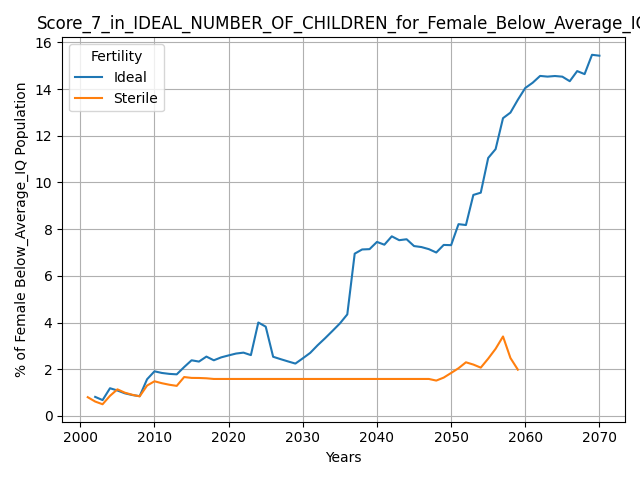 Score_7_in_IDEAL_NUMBER_OF_CHILDREN_for_Female_Below_Average_IQ
Fertility
Ideal
Sterile
% of Female Below_Average_IQ Population
16
14
12
10
8
6
4
2
0
2000 2010 2020 2030 2040 2050 2060 2070
Years